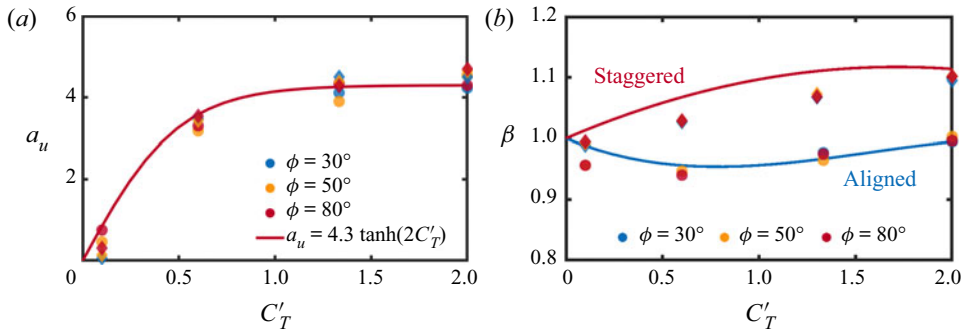 (a)
6
4
2
a_u
0
0.5
1.0
1.5
2.0
C′_T
ϕ = 30°
ϕ = 50°
ϕ = 80°
a_u = 4.3 tanh(2C′_T)
(b)
1.2
1.1
1.0
0.9
0.8
β
Staggered
Aligned
ϕ = 30° ϕ = 50° ϕ = 80°
0
0.5
1.0
1.5
2.0
C′_T